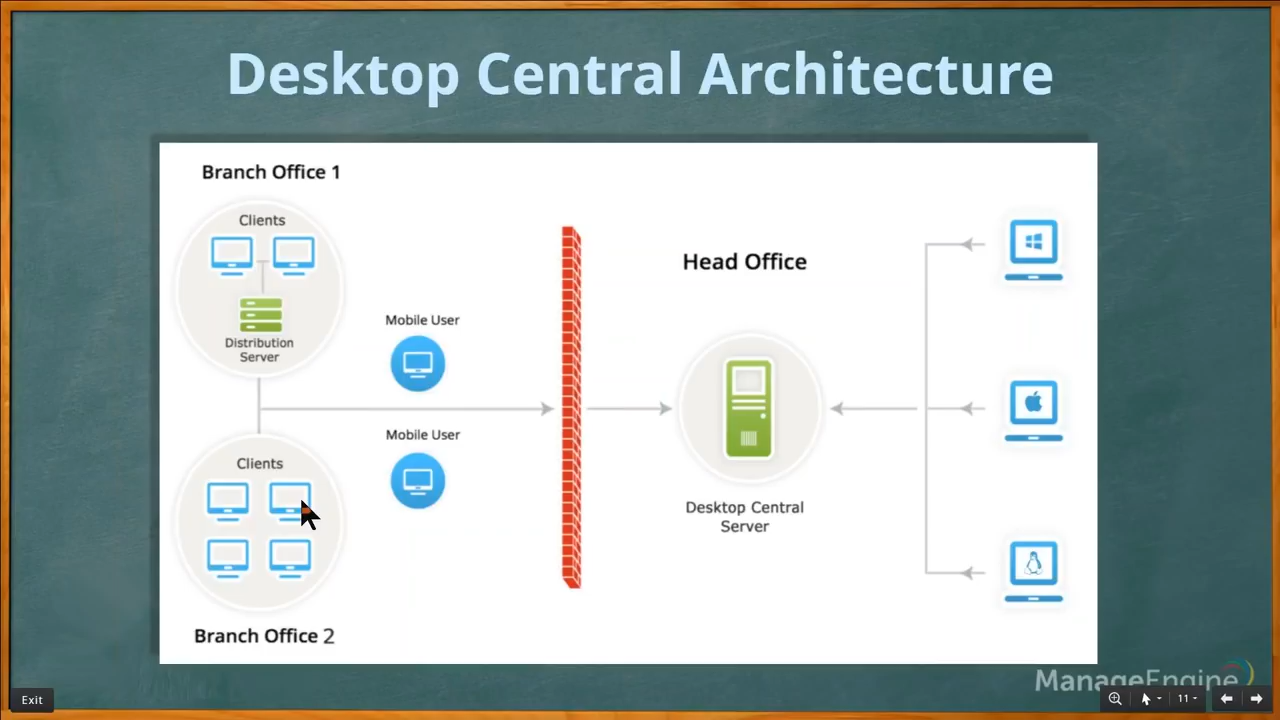 Desktop Central Architecture
Branch Office 1
Clients
Distribution
Server
Mobile User
Mobile User
Clients
Branch Office 2
Head Office
Desktop Central
Server
ManageEngine
Exit
11